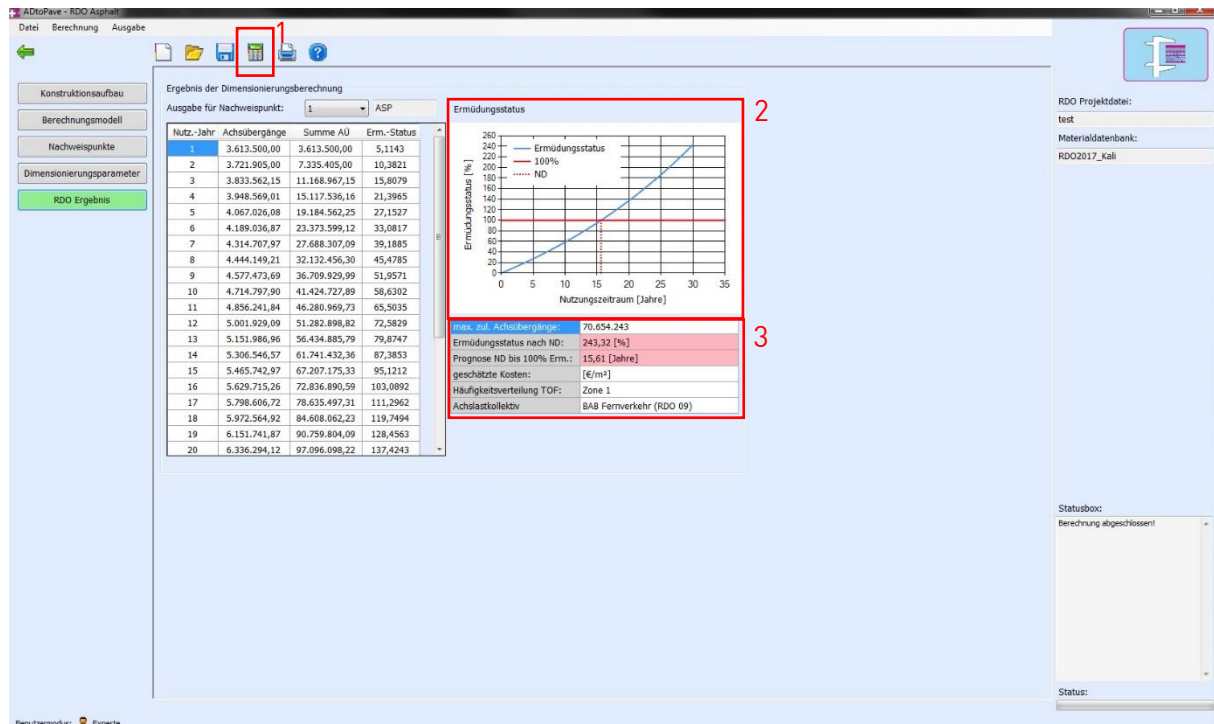 ADtoPave - RDO Asphalt
Datei Berechnung Ausgabe
1
Konstruktionsaufbau
Berechnungsmodell
Nachweispunkte
Dimensionierungsparameter
RDO Ergebnis
Ergebnis der Dimensionierungsberechnung
Ausgabe für Nachweispunkt: 1 ASP
Nutz.-Jahr Achsübergänge Summe AÜ Erm.-Status
1 3.613.500,00 3.613.500,00 5,1143
2 3.721.905,00 7.335.405,00 10,3821
3 3.833.562,15 11.168.967,15 15,8079
4 3.948.569,01 15.117.536,16 21,3965
5 4.067.026,08 19.184.562,25 27,1527
6 4.189.036,87 23.373.599,12 33,0817
7 4.314.707,97 27.688.307,09 39,1885
8 4.444.149,21 32.132.456,30 45,4785
9 4.577.473,69 36.709.929,99 51,9571
10 4.714.797,90 41.424.727,89 58,6302
11 4.856.241,84 46.280.969,73 65,5035
12 5.001.929,09 51.282.898,82 72,5829
13 5.151.986,96 56.434.885,79 79,8747
14 5.306.546,57 61.741.432,36 87,3853
15 5.465.742,97 67.207.175,33 95,1212
16 5.629.715,26 72.836.890,59 103,0892
17 5.798.606,72 78.635.497,31 111,2962
18 5.972.564,92 84.608.062,23 119,7494
19 6.151.741,87 90.759.804,09 128,4563
20 6.336.294,12 97.096.098,22 137,4243
Ermüdungsstatus
2
Ermüdungsstatus [%]
260
240
220
200
180
160
140
120
100
80
60
40
20
0
Ermüdungsstatus
100%
ND
0 5 10 15 20 25 30 35
Nutzungszeitraum [Jahre]
3
max. zul. Achsübergänge: 70.654.243
Ermüdungsstatus nach ND: 243,32 [%]
Prognose ND bis 100% Erm.: 15,61 [Jahre]
geschätzte Kosten: [€/m²]
Häufigkeitsverteilung TOF: Zone 1
Achslastkollektiv BAB Fernverkehr (RDO 09)
RDO Projektdatei:
test
Materialdatenbank:
RDO2017_Kali
Statusbox:
Berechnung abgeschlossen!
Status:
Benutzermodus: Experte